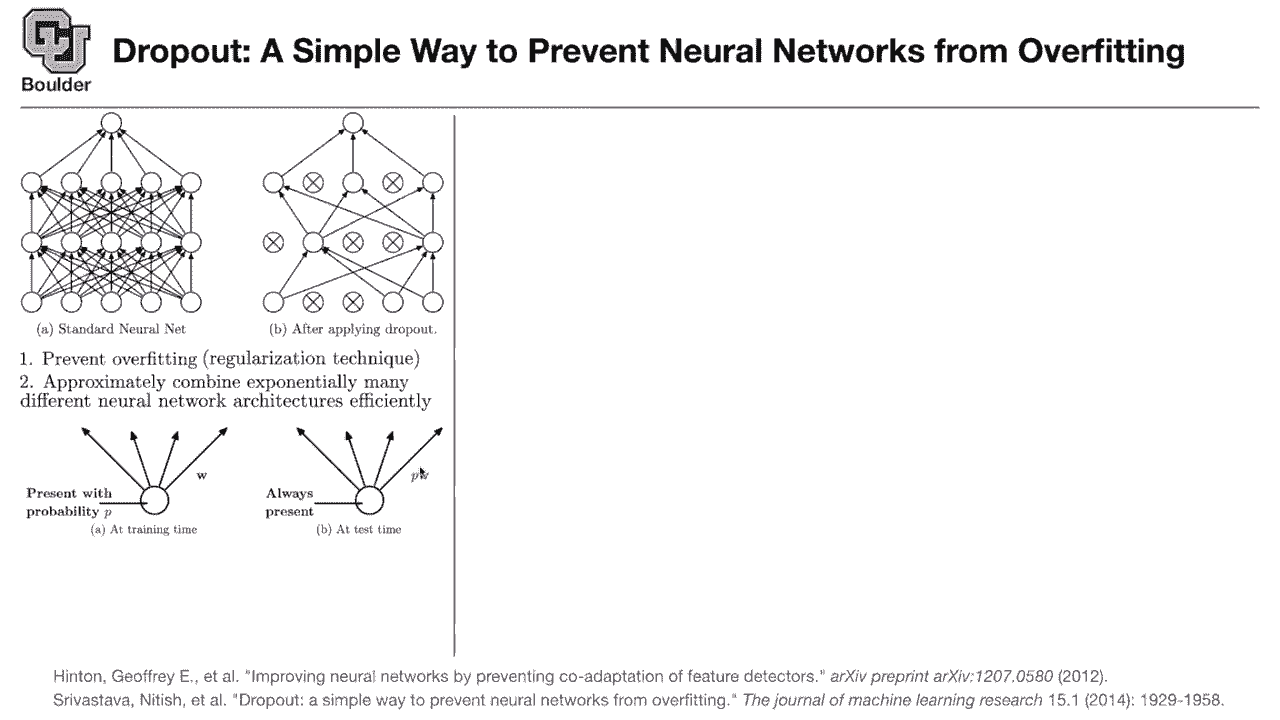 CU
Boulder
Dropout: A Simple Way to Prevent Neural Networks from Overfitting
(a) Standard Neural Net
(b) After applying dropout.
1. Prevent overfitting (regularization technique)
2. Approximately combine exponentially many
different neural network architectures efficiently
w
Present with
probability p
(a) At training time
pw
Always
present
(b) At test time
Hinton, Geoffrey E., et al. "Improving neural networks by preventing co-adaptation of feature detectors." arXiv preprint arXiv:1207.0580 (2012).
Srivastava, Nitish, et al. "Dropout: a simple way to prevent neural networks from overfitting." The journal of machine learning research 15.1 (2014): 1929-1958.